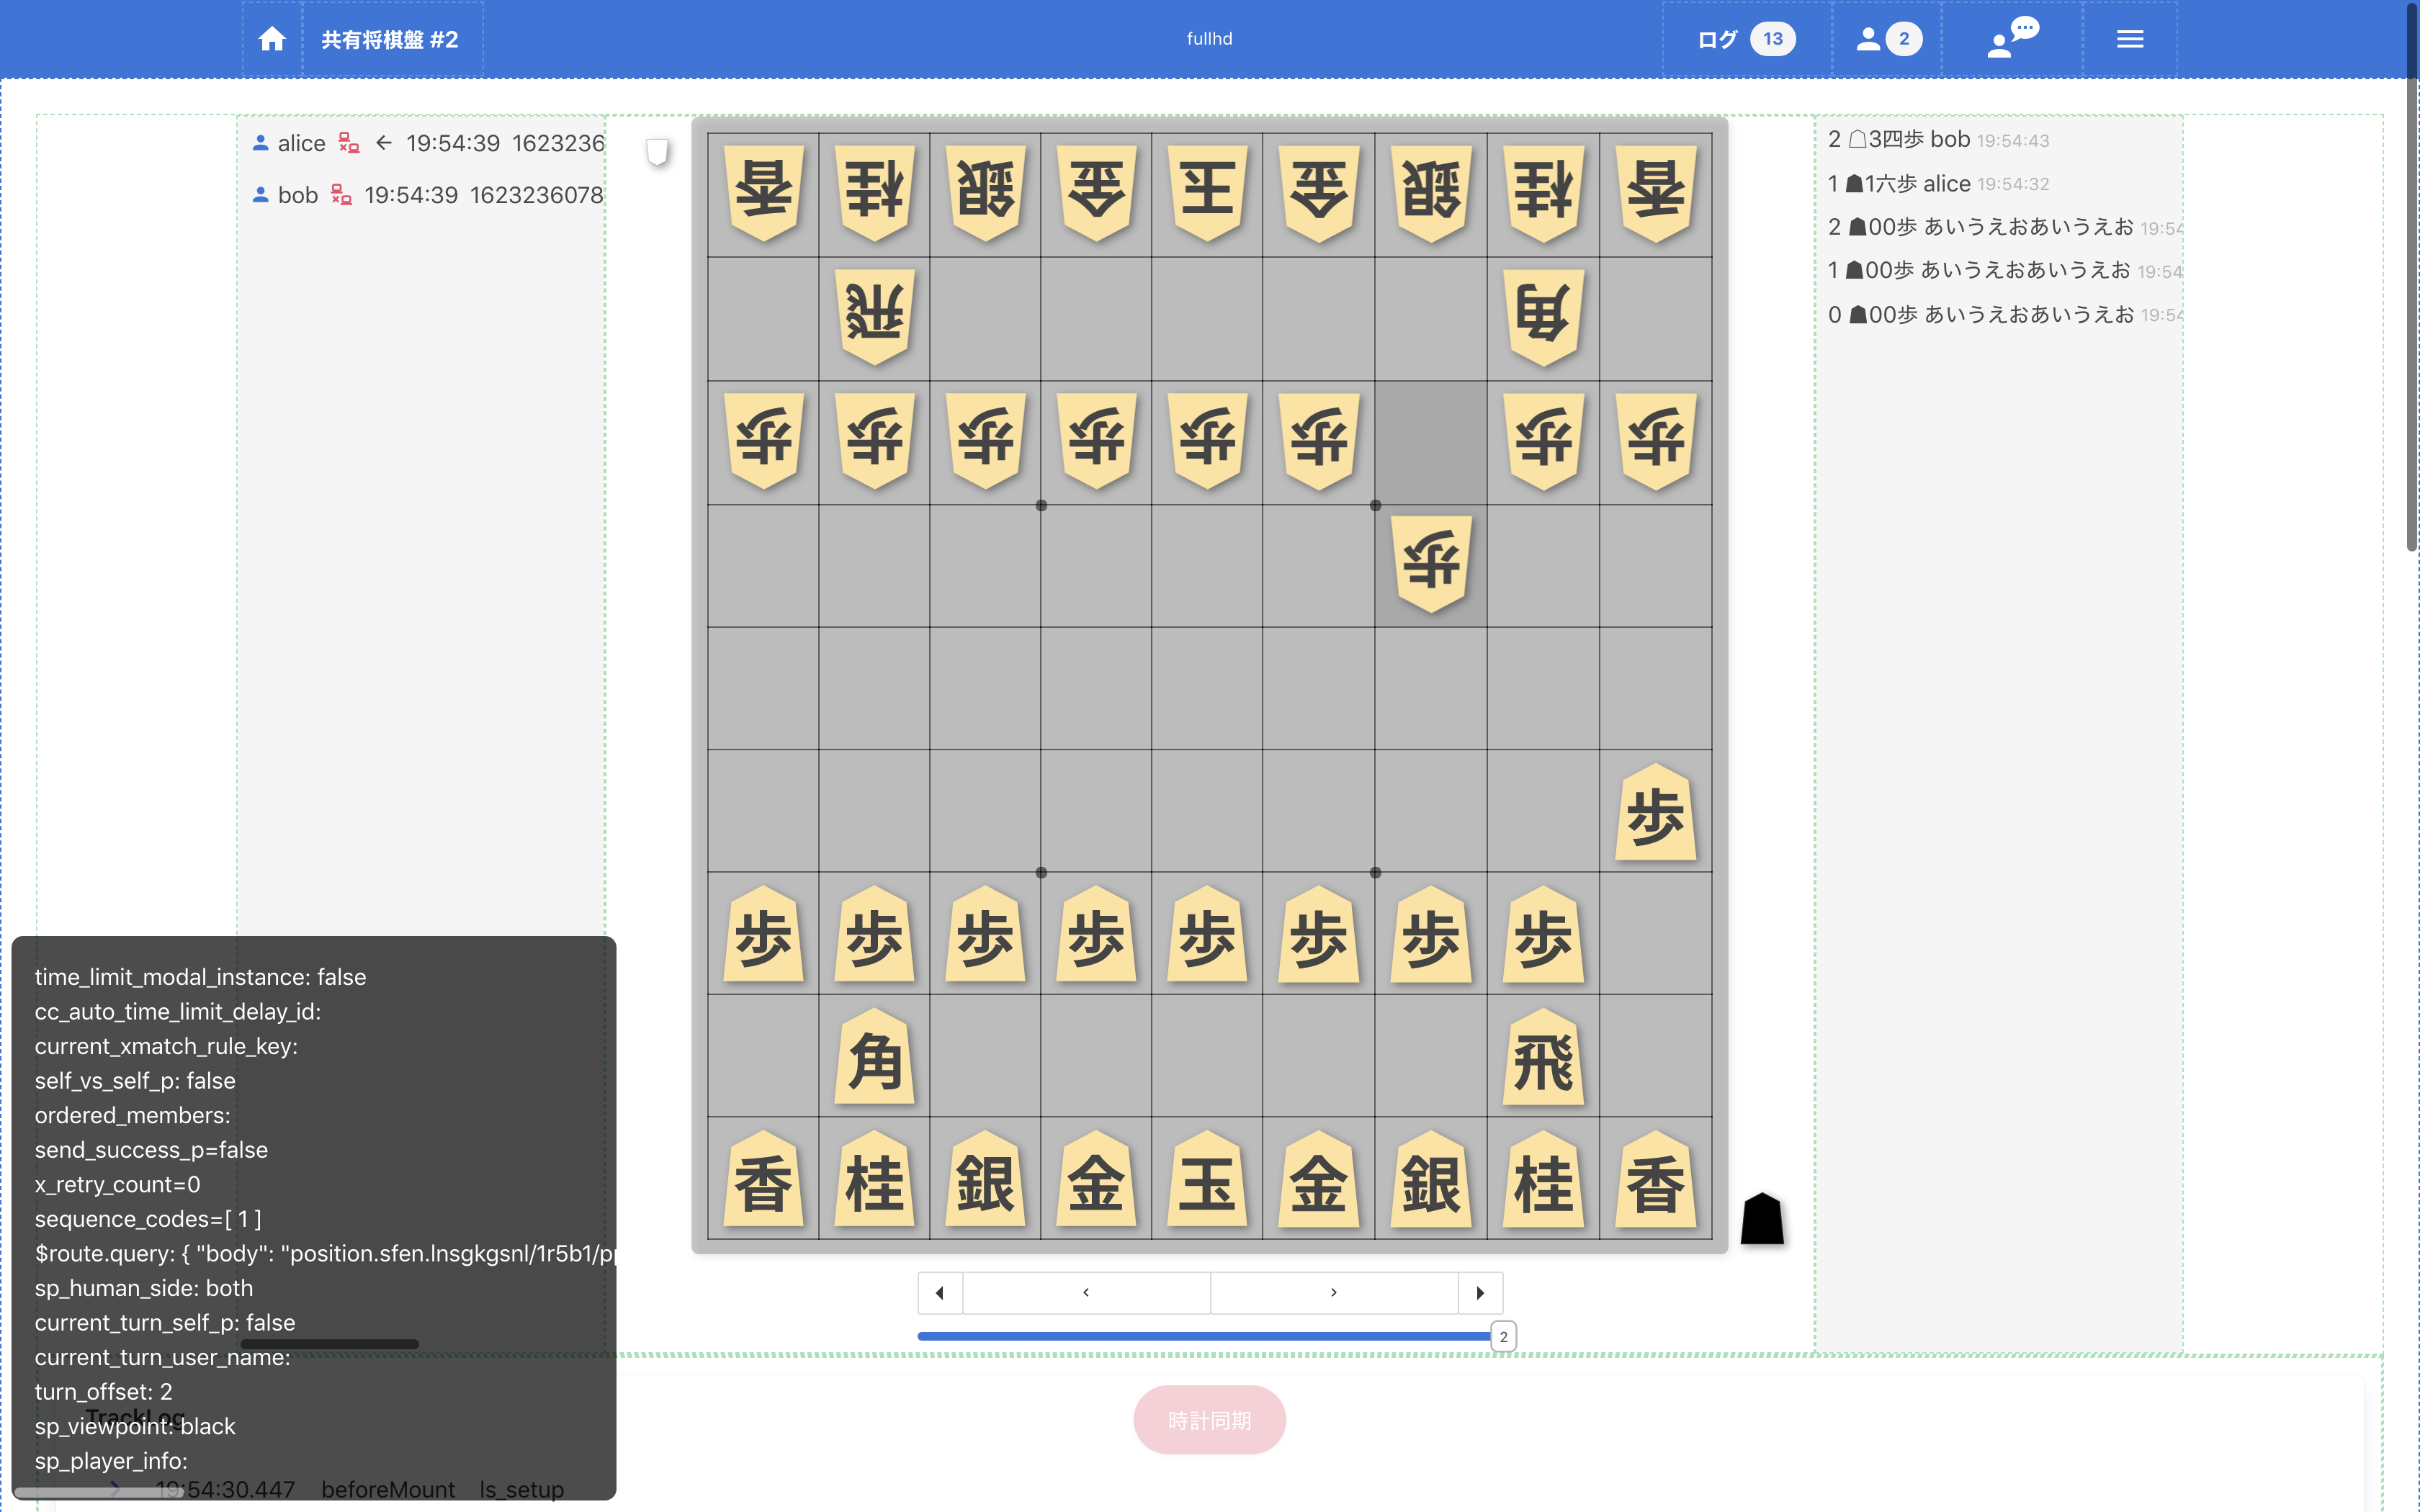 共有将棋盤 #2
fullhd
ログ 13
2
alice ← 19:54:39 1623236
bob 19:54:39 1623236078
2 ☖3四歩 bob 19:54:43
1 ☗1六歩 alice 19:54:32
2 ☗00歩 あいうえおあいうえお 19:54
1 ☗00歩 あいうえおあいうえお 19:54
0 ☗00歩 あいうえおあいうえお 19:54
香 桂 銀 金 玉 金 銀 桂 香
飛 角
歩 歩 歩 歩 歩 歩 歩 歩
歩
歩
歩 歩 歩 歩 歩 歩 歩 歩
角 飛
香 桂 銀 金 玉 金 銀 桂 香
2
時計同期
time_limit_modal_instance: false
cc_auto_time_limit_delay_id:
current_xmatch_rule_key:
self_vs_self_p: false
ordered_members:
send_success_p=false
x_retry_count=0
sequence_codes=[ 1 ]
$route.query: { "body": "position.sfen.lnsgkgsnl/1r5b1/p
sp_human_side: both
current_turn_self_p: false
current_turn_user_name:
turn_offset: 2
TrackLog
sp_viewpoint: black
sp_player_info:
19:54:30.447 beforeMount ls_setup